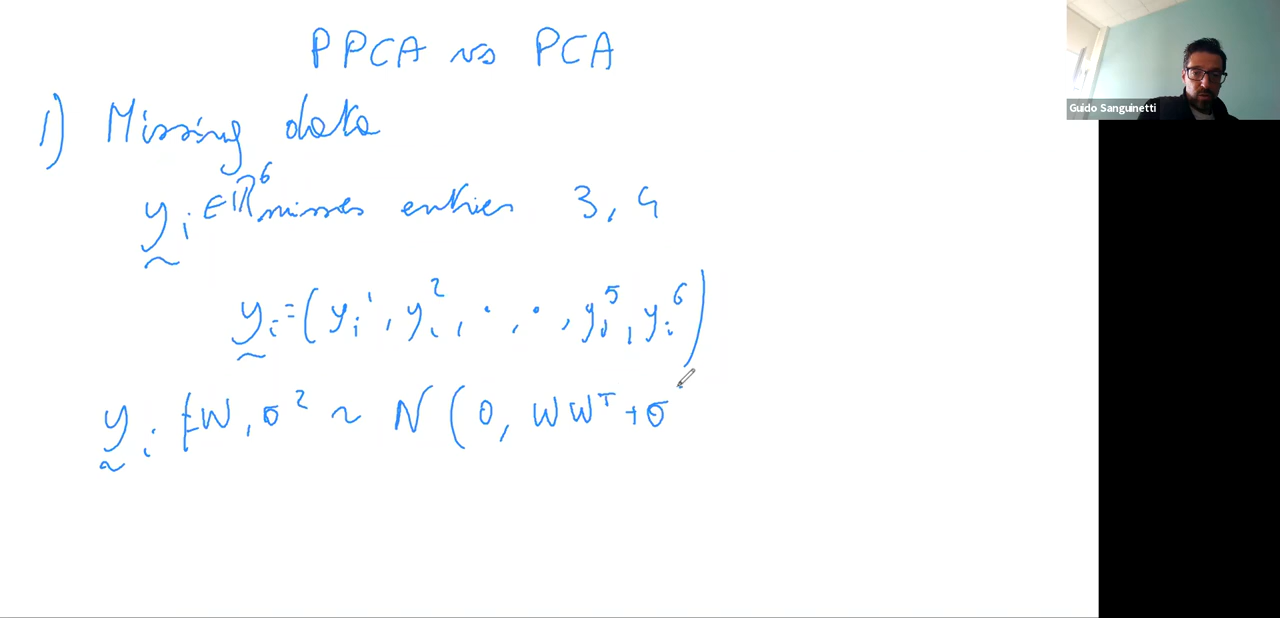 PPCA vs PCA
Guido Sanguinetti
1) Missing data
y_i ∈ ℝ^6 misses entries 3, 4
y_i = (y_i^1, y_i^2, ·, ·, y_i^5, y_i^6)
y_i | W, σ^2 ~ N(0, WW^T + σ